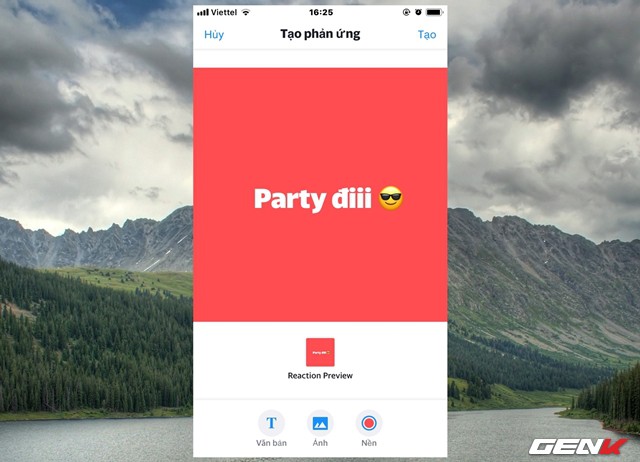 Viettel 16:25
Hủy Tạo phản ứng Tạo
Party điii 😎
Party điii
Reaction Preview
T
Văn bản Ảnh Nền
GENK